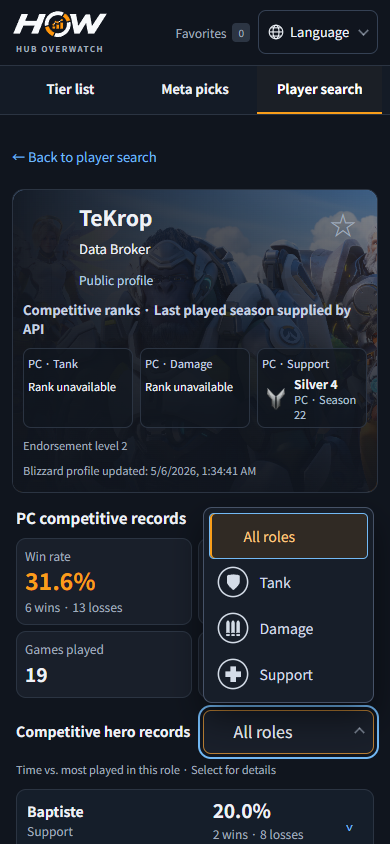 HOW
HUB OVERWATCH
Favorites 0
Language
Tier list
Meta picks
Player search
← Back to player search
TeKrop
Data Broker
Public profile
Competitive ranks · Last played season supplied by
API
PC · Tank
Rank unavailable
PC · Damage
Rank unavailable
PC · Support
Silver 4
PC · Season
22
Endorsement level 2
Blizzard profile updated: 5/6/2026, 1:34:41 AM
PC competitive records
Win rate
31.6%
6 wins · 13 losses
Games played
19
All roles
Tank
Damage
Support
Competitive hero records
All roles
Time vs. most played in this role · Select for details
Baptiste
Support
20.0%
2 wins · 8 losses
v